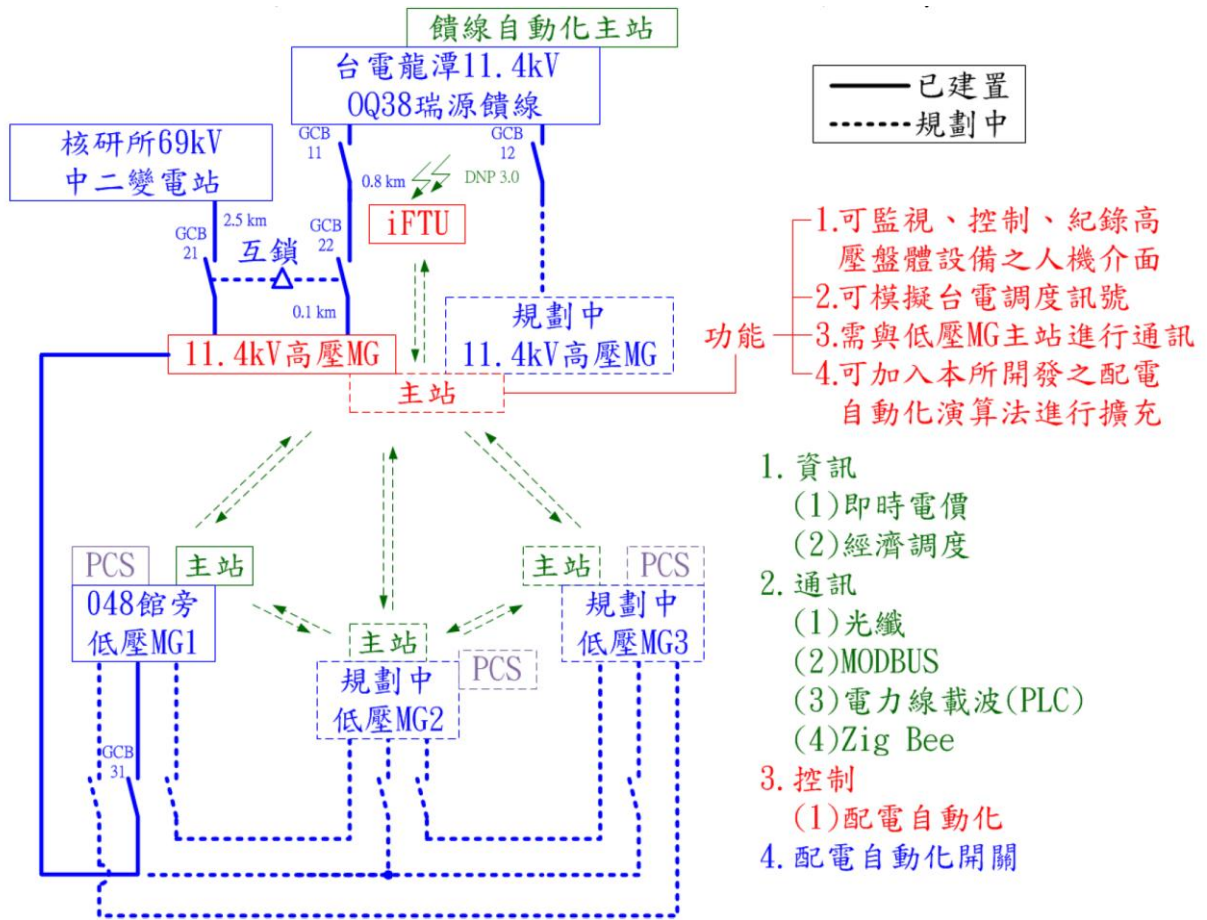 饋線自動化主站
台電龍潭11.4kV
OQ38瑞源饋線
已建置
規劃中
核研所69kV
中二變電站
GCB
11
GCB
12
0.8 km
DNP 3.0
iFTU
2.5 km
GCB
21
互鎖
GCB
22
0.1 km
11.4kV高壓MG
規劃中
11.4kV高壓MG
主站
功能
1.可監視、控制、紀錄高
壓盤體設備之人機介面
2.可模擬台電調度訊號
3.需與低壓MG主站進行通訊
4.可加入本所開發之配電
自動化演算法進行擴充
PCS
主站
048館旁
低壓MG1
主站
PCS
規劃中
低壓MG2
主站
PCS
規劃中
低壓MG3
GCB
31
1.資訊
(1)即時電價
(2)經濟調度
2.通訊
(1)光纖
(2)MODBUS
(3)電力線載波(PLC)
(4)Zig Bee
3.控制
(1)配電自動化
4.配電自動化開關